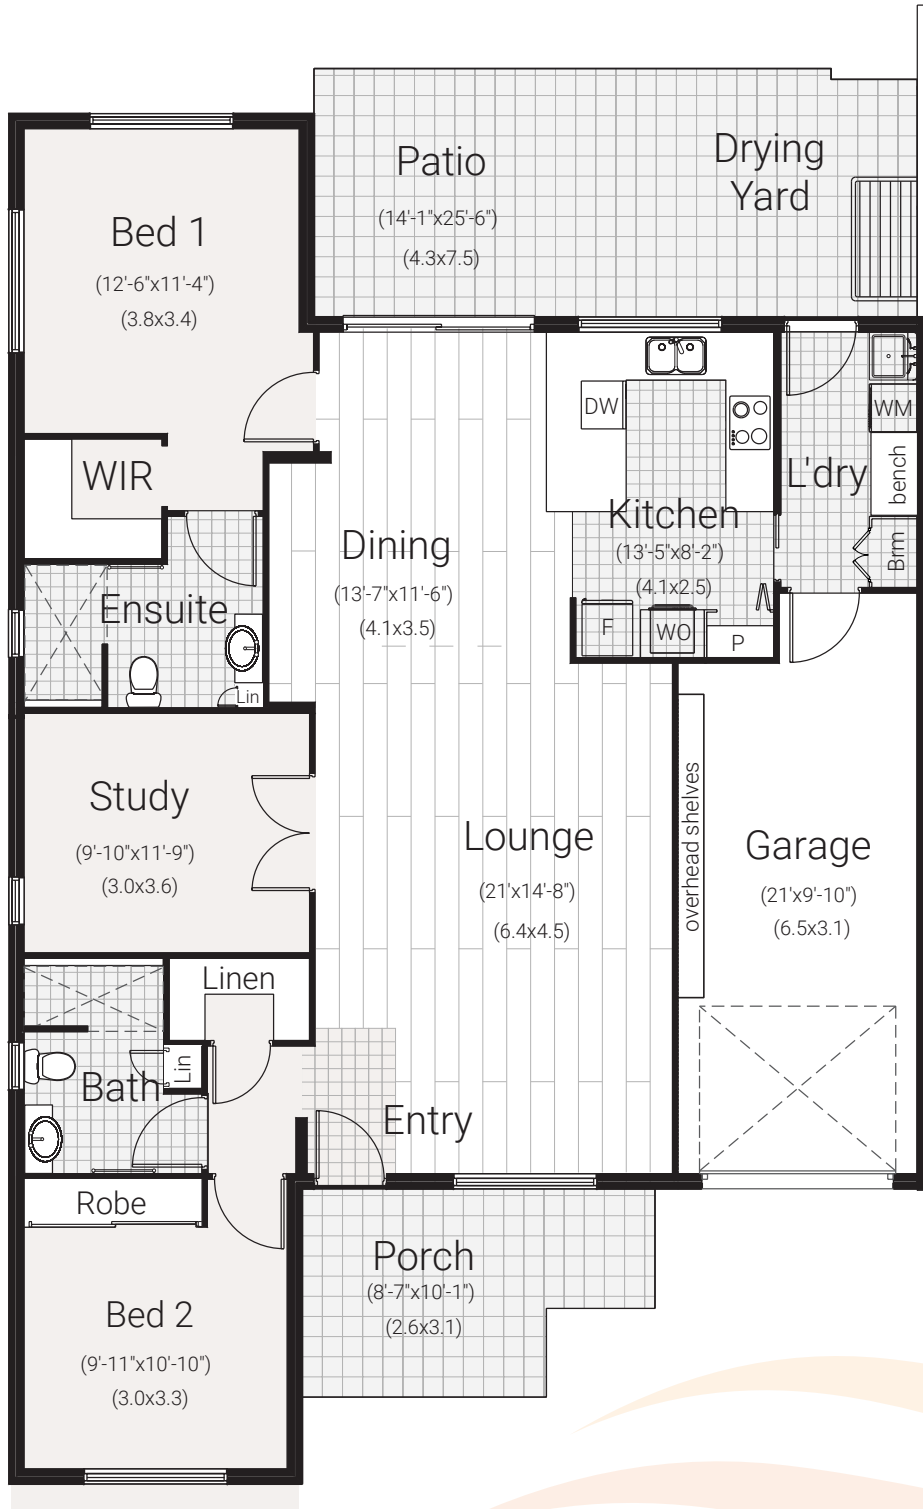 Patio
(14'-1"x25'-6")
(4.3x7.5)
Drying
Yard
Bed 1
(12'-6"x11'-4")
(3.8x3.4)
WIR
DW
WM
bench
L'dry
Brm
Kitchen
(13'-5"x8'-2")
(4.1x2.5)
F
WO
P
Dining
(13'-7"x11'-6")
(4.1x3.5)
Ensuite
Lin
Study
(9'-10"x11'-9")
(3.0x3.6)
Lounge
(21'x14'-8")
(6.4x4.5)
overhead shelves
Garage
(21'x9'-10")
(6.5x3.1)
Linen
Lin
Bath
Entry
Robe
Porch
(8'-7"x10'-1")
(2.6x3.1)
Bed 2
(9'-11"x10'-10")
(3.0x3.3)